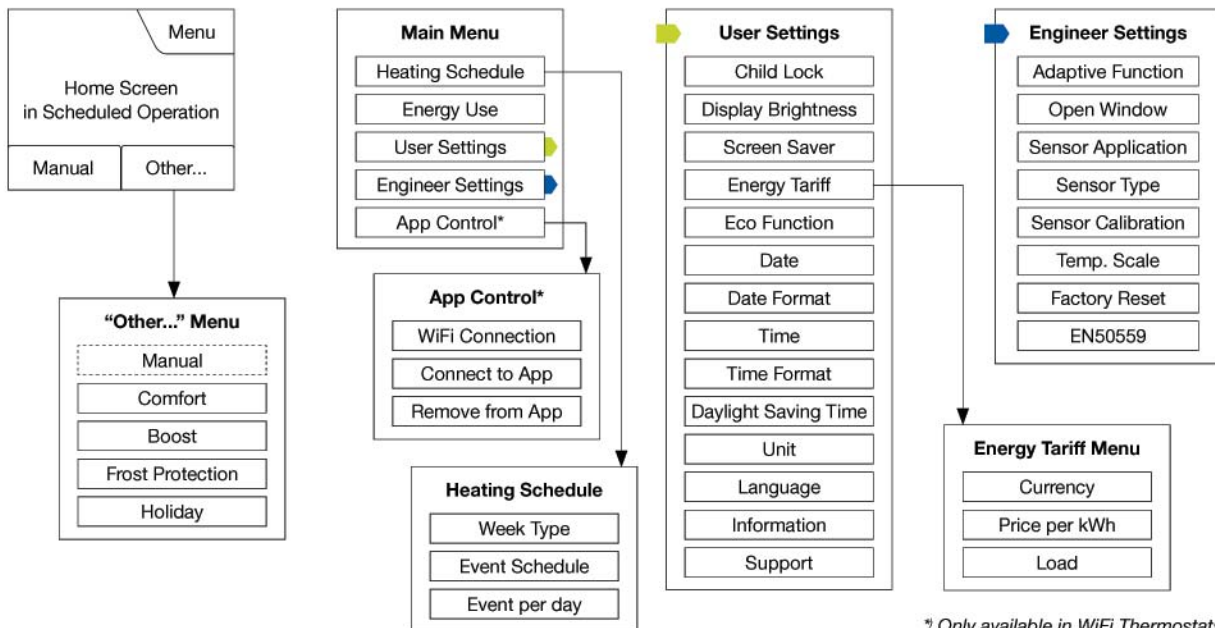 Menu
Home Screen
in Scheduled Operation
Manual
Other...
“Other...” Menu
Manual
Comfort
Boost
Frost Protection
Holiday
Main Menu
Heating Schedule
Energy Use
User Settings
Engineer Settings
App Control*
App Control*
WiFi Connection
Connect to App
Remove from App
Heating Schedule
Week Type
Event Schedule
Event per day
User Settings
Child Lock
Display Brightness
Screen Saver
Energy Tariff
Eco Function
Date
Date Format
Time
Time Format
Daylight Saving Time
Unit
Language
Information
Support
Engineer Settings
Adaptive Function
Open Window
Sensor Application
Sensor Type
Sensor Calibration
Temp. Scale
Factory Reset
EN50559
Energy Tariff Menu
Currency
Price per kWh
Load
*) Only available in WiFi Thermostats